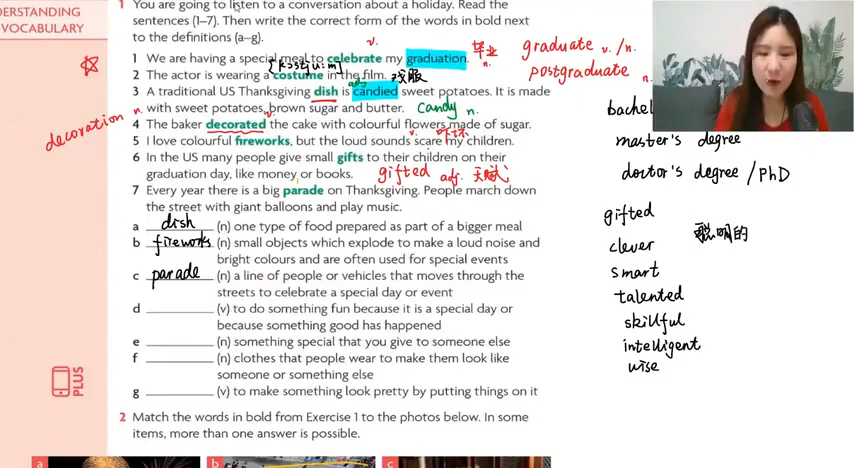 DERSTANDING
VOCABULARY
1 You are going to listen to a conversation about a holiday. Read the
sentences (1–7). Then write the correct form of the words in bold next
to the definitions (a–g).
v.
1 We are having a special meal to celebrate my graduation. 毕业 n.
graduate v. / n.
[kɔstju:m]
2 The actor is wearing a costume in the film. 戏服
postgraduate n.
adj
3 A traditional US Thanksgiving dish is candied sweet potatoes. It is made
with sweet potatoes, brown sugar and butter. candy n.
decoration n.
v.
4 The baker decorated the cake with colourful flowers made of sugar.
5 I love colourful fireworks, but the loud sounds scare my children.
v. 吓坏
6 In the US many people give small gifts to their children on their
graduation day, like money or books. gifted adj. 天赋
7 Every year there is a big parade on Thanksgiving. People march down
the street with giant balloons and play music.
a dish (n) one type of food prepared as part of a bigger meal
b fireworks (n) small objects which explode to make a loud noise and
bright colours and are often used for special events
c parade (n) a line of people or vehicles that moves through the
streets to celebrate a special day or event
d (v) to do something fun because it is a special day or
because something good has happened
e (n) something special that you give to someone else
f (n) clothes that people wear to make them look like
someone or something else
g (v) to make something look pretty by putting things on it
PLUS
2 Match the words in bold from Exercise 1 to the photos below. In some
items, more than one answer is possible.
a
b
c
bachel
master's degree
doctor's degree / PhD
gifted
clever 聪明的
smart
talented
skillful
intelligent
wise